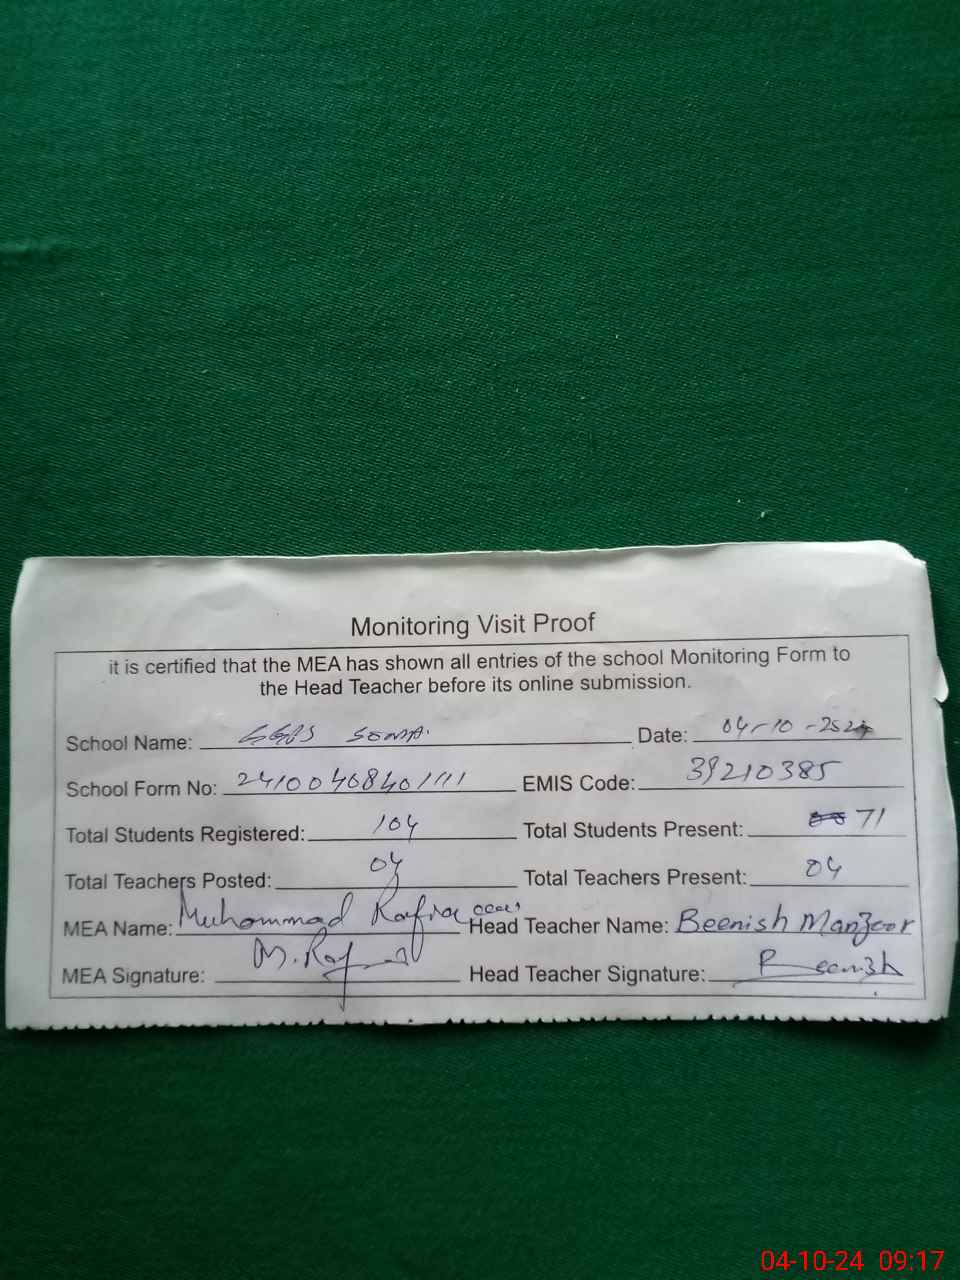 Monitoring Visit Proof
it is certified that the MEA has shown all entries of the school Monitoring Form to
the Head Teacher before its online submission.
School Name: GGPS Date: 04-10-2024
School Form No: 2410040840111 EMIS Code: 39210385
Total Students Registered: 104 Total Students Present: 71
Total Teachers Posted: 04 Total Teachers Present: 04
MEA Name: Muhammad Head Teacher Name: Beenish Manzoor
MEA Signature: Head Teacher Signature: Beenish
04-10-24 09:17